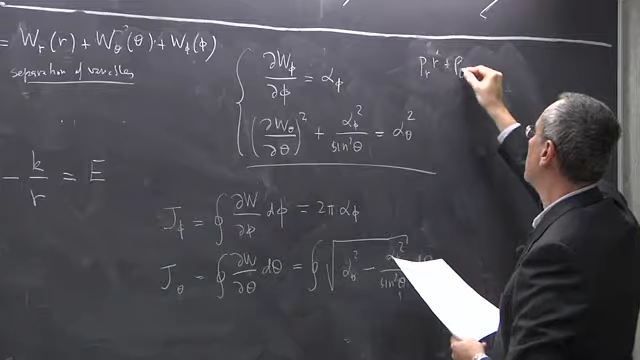 = W_r(r) + W_θ(θ) + W_ϕ(ϕ)
separation of variables
∂W_ϕ/∂ϕ = α_ϕ
(∂W_θ/∂θ)² + α_ϕ²/sin²θ = α_θ²
P_r ṙ + P
- k/r = E
J_ϕ = ∮ ∂W/∂ϕ dϕ = 2π α_ϕ
J_θ = ∮ ∂W/∂θ dθ = ∮ √(α_θ² - α_ϕ²/sin²θ) dθ